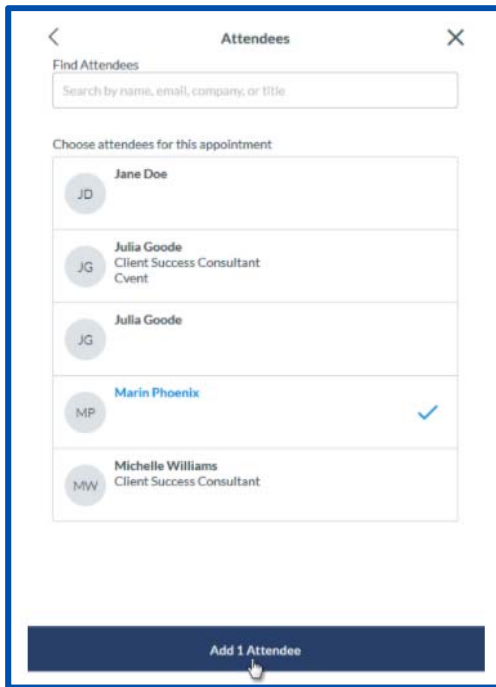 Attendees
Find Attendees
Search by name, email, company, or title
Choose attendees for this appointment
JD
Jane Doe
JG
Julia Goode
Client Success Consultant
Cvent
JG
Julia Goode
MP
Marin Phoenix
MW
Michelle Williams
Client Success Consultant
Add 1 Attendee